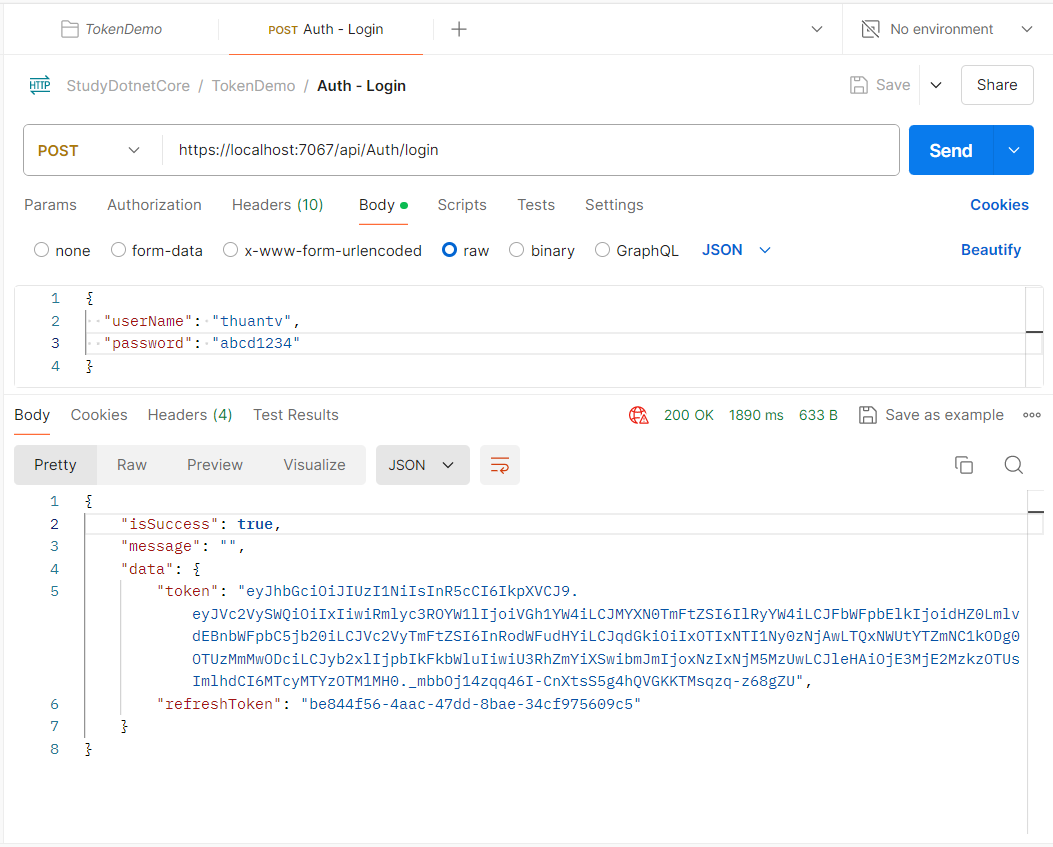 TokenDemo
POST Auth - Login
No environment
HTTP StudyDotnetCore / TokenDemo / Auth - Login
Save
Share
POST
https://localhost:7067/api/Auth/login
Send
Params Authorization Headers (10) Body Scripts Tests Settings Cookies
none form-data x-www-form-urlencoded raw binary GraphQL JSON Beautify
1 {
2 "userName": "thuantv",
3 "password": "abcd1234"
4 }
Body Cookies Headers (4) Test Results 200 OK 1890 ms 633 B Save as example
Pretty Raw Preview Visualize JSON
1 {
2 "isSuccess": true,
3 "message": "",
4 "data": {
5 "token": "eyJhbGciOiJIUzI1NiIsInR5cCI6IkpXVCJ9.
eyJVc2VySWQiOiIxIiwiRmlyc3ROYW1lIjoiVGh1YW4iLCJMYXN0TmFtZSI6IlRyYW4iLCJFbWFpbElkIjoidHZ0Lmlv
dEBnbWFpbC5jb20iLCJVc2VyTmFtZSI6InRodWFudHYiLCJqdGkiOiIxOTIxNTI1Ny0zNjAwLTQxNWUtYTZmNC1kODg0
OTUzMmMwODciLCJyb2xlIjpbIkFkbWluIiwiU3RhZmYiXSwibmJmIjoxNzIxNjM5MzUwLCJleHAiOjE3MjE2MzkzOTUs
ImlhdCI6MTcyMTYzOTM1MH0._mbbOj14zqq46I-CnXtsS5g4hQVGKKTMsqzq-z68gZU",
6 "refreshToken": "be844f56-4aac-47dd-8bae-34cf975609c5"
7 }
8 }